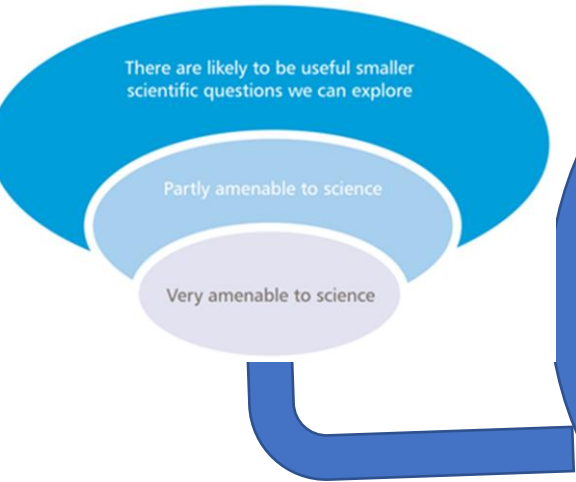 There are likely to be useful smaller
scientific questions we can explore
Partly amenable to science
Very amenable to science